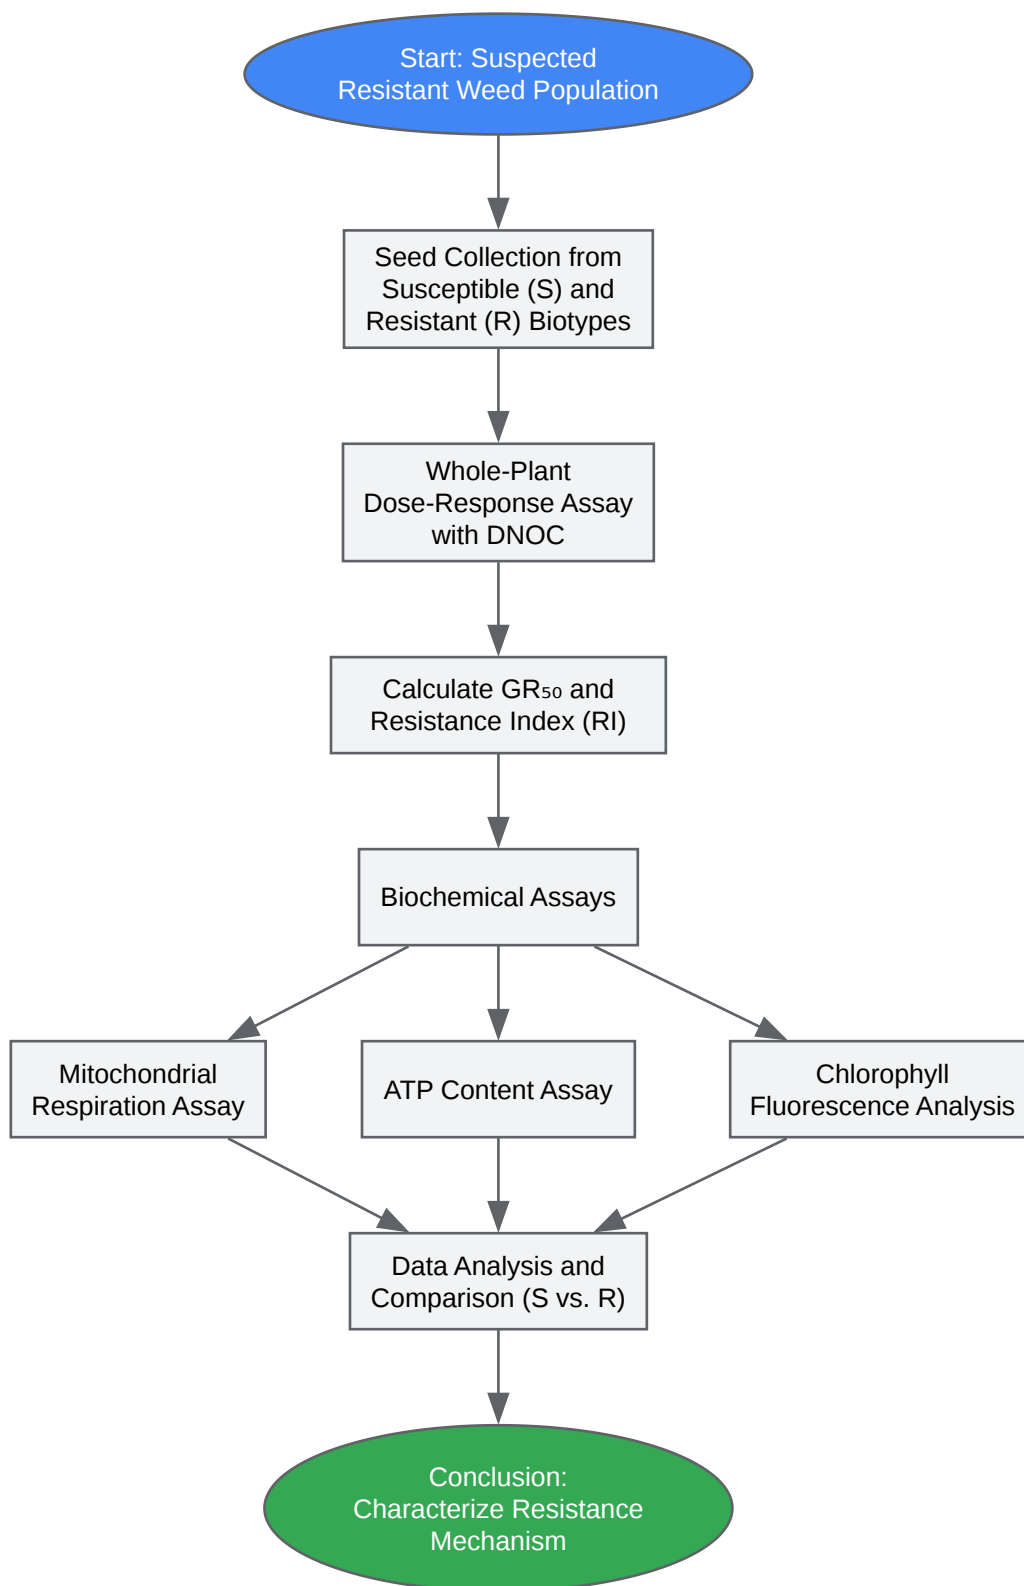 Start: Suspected
Resistant Weed Population
Seed Collection from
Susceptible (S) and
Resistant (R) Biotypes
Whole-Plant
Dose-Response Assay
with DNOC
Calculate GR₅₀ and
Resistance Index (RI)
Biochemical Assays
Mitochondrial
Respiration Assay
ATP Content Assay
Chlorophyll
Fluorescence Analysis
Data Analysis and
Comparison (S vs. R)
Conclusion:
Characterize Resistance
Mechanism